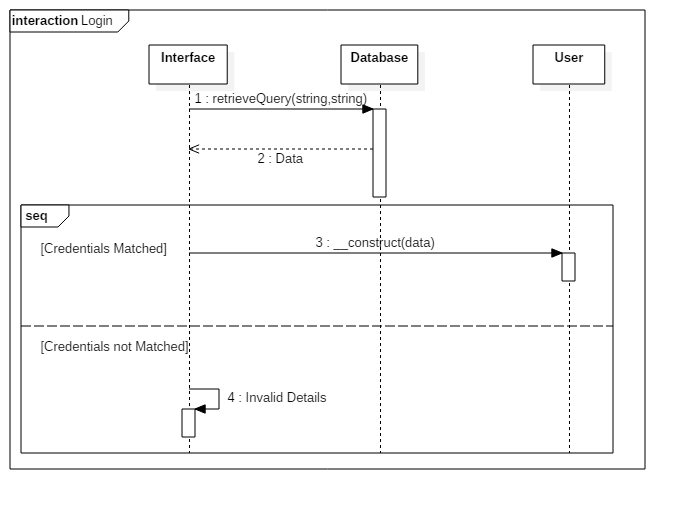 interaction Login
Interface
Database
User
1 : retrieveQuery(string,string)
2 : Data
seq
[Credentials Matched]
3 : __construct(data)
[Credentials not Matched]
4 : Invalid Details